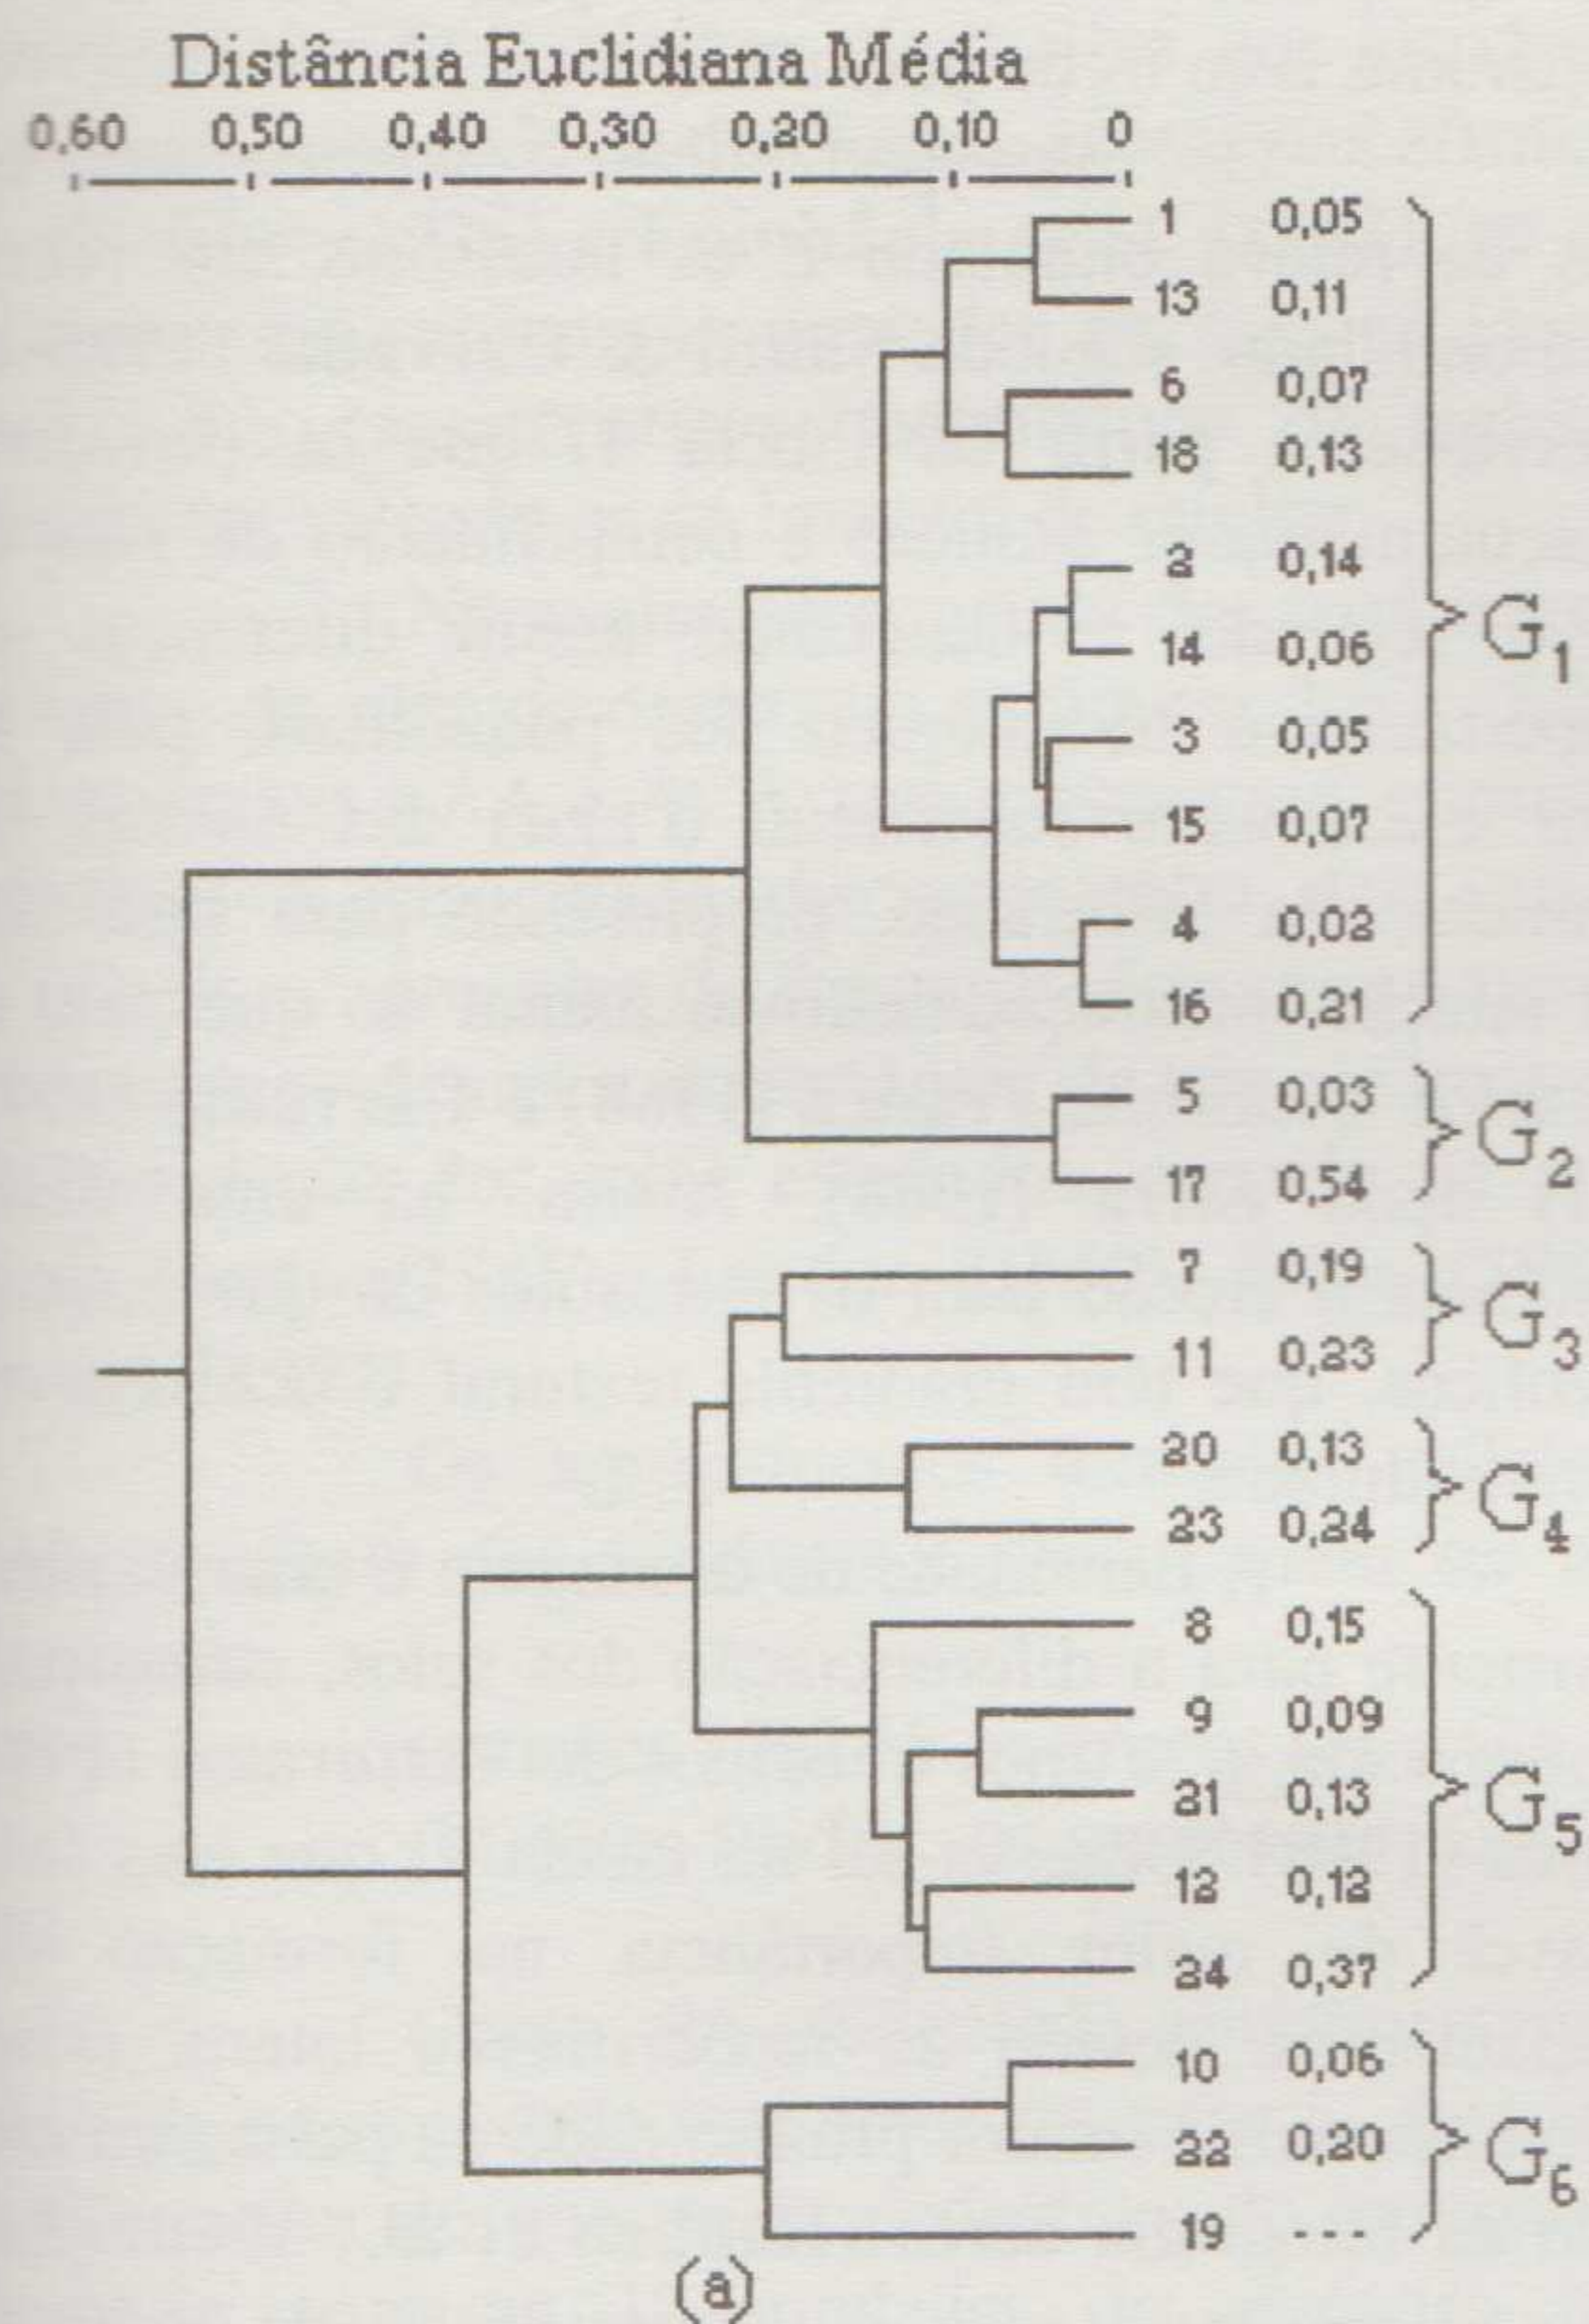 Distância Euclidiana Média
0,60 0,50 0,40 0,30 0,20 0,10 0
1 0,05
13 0,11
6 0,07
18 0,13
2 0,14
14 0,06
G1
3 0,05
15 0,07
4 0,02
16 0,21
5 0,03
G2
17 0,54
7 0,19
G3
11 0,23
20 0,13
G4
23 0,24
8 0,15
9 0,09
21 0,13
G5
12 0,12
24 0,37
10 0,06
22 0,20
G6
19 ---
(a)